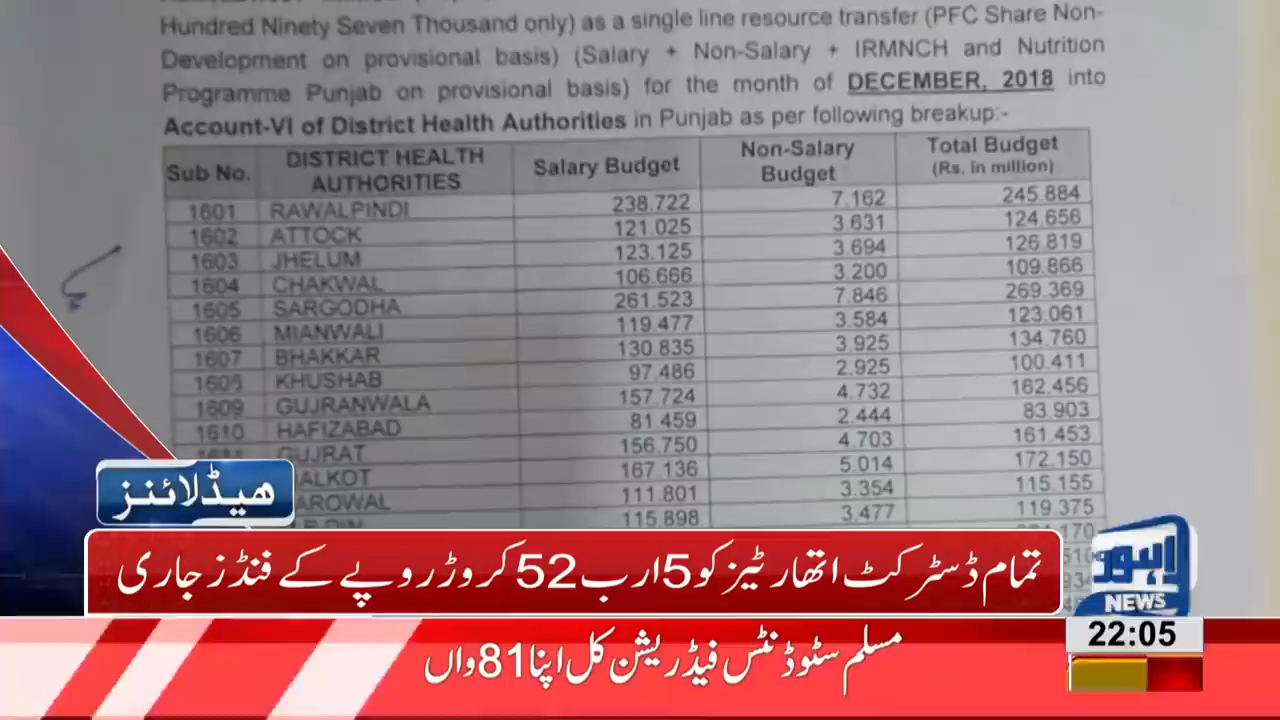 Hundred Ninety Seven Thousand only) as a single line resource transfer (PFC Share Non-
Development on provisional basis) (Salary + Non-Salary + IRMNCH and Nutrition
Programme Punjab on provisional basis) for the month of DECEMBER, 2018 into
Account-VI of District Health Authorities in Punjab as per following breakup:-
Sub No. DISTRICT HEALTH AUTHORITIES Salary Budget Non-Salary Budget Total Budget (Rs. in million)
1601 RAWALPINDI 238.722 7.162 245.884
1602 ATTOCK 121.025 3.631 124.656
1603 JHELUM 123.125 3.694 126.819
1604 CHAKWAL 106.666 3.200 109.866
1605 SARGODHA 261.523 7.846 269.369
1606 MIANWALI 119.477 3.584 123.061
1607 BHAKKAR 130.835 3.925 134.760
1608 KHUSHAB 97.486 2.925 100.411
1609 GUJRANWALA 157.724 4.732 162.456
1610 HAFIZABAD 81.459 2.444 83.903
GUJRAT 156.750 4.703 161.453
ALKOT 167.136 5.014 172.150
AROWAL 111.801 3.354 115.155
115.898 3.477 119.375
ھیڈلائنز
تمام ڈسٹرکٹ اتھارٹیز کو 5 ارب 52 کروڑ روپے کے فنڈز جاری
لاہور
NEWS
22:05
مسلم سٹوڈنٹس فیڈریشن کل اپنا 81 واں